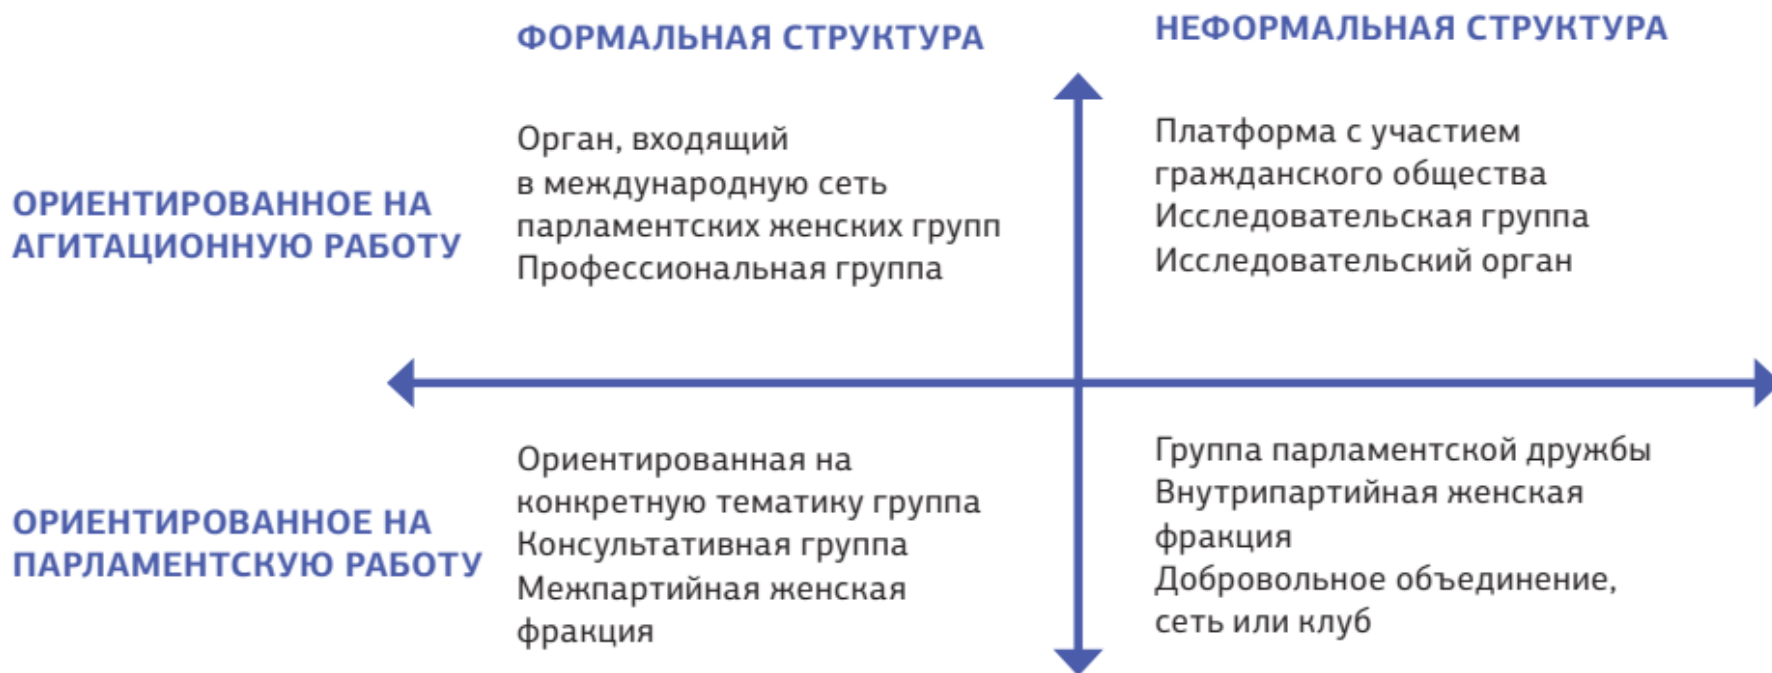 ФОРМАЛЬНАЯ СТРУКТУРА
НЕФОРМАЛЬНАЯ СТРУКТУРА
ОРИЕНТИРОВАННОЕ НА
АГИТАЦИОННУЮ РАБОТУ
Орган, входящий
в международную сеть
парламентских женских групп
Профессиональная группа
Платформа с участием
гражданского общества
Исследовательская группа
Исследовательский орган
ОРИЕНТИРОВАННОЕ НА
ПАРЛАМЕНТСКУЮ РАБОТУ
Ориентированная на
конкретную тематику группа
Консультативная группа
Межпартийная женская
фракция
Группа парламентской дружбы
Внутрипартийная женская
фракция
Добровольное объединение,
сеть или клуб